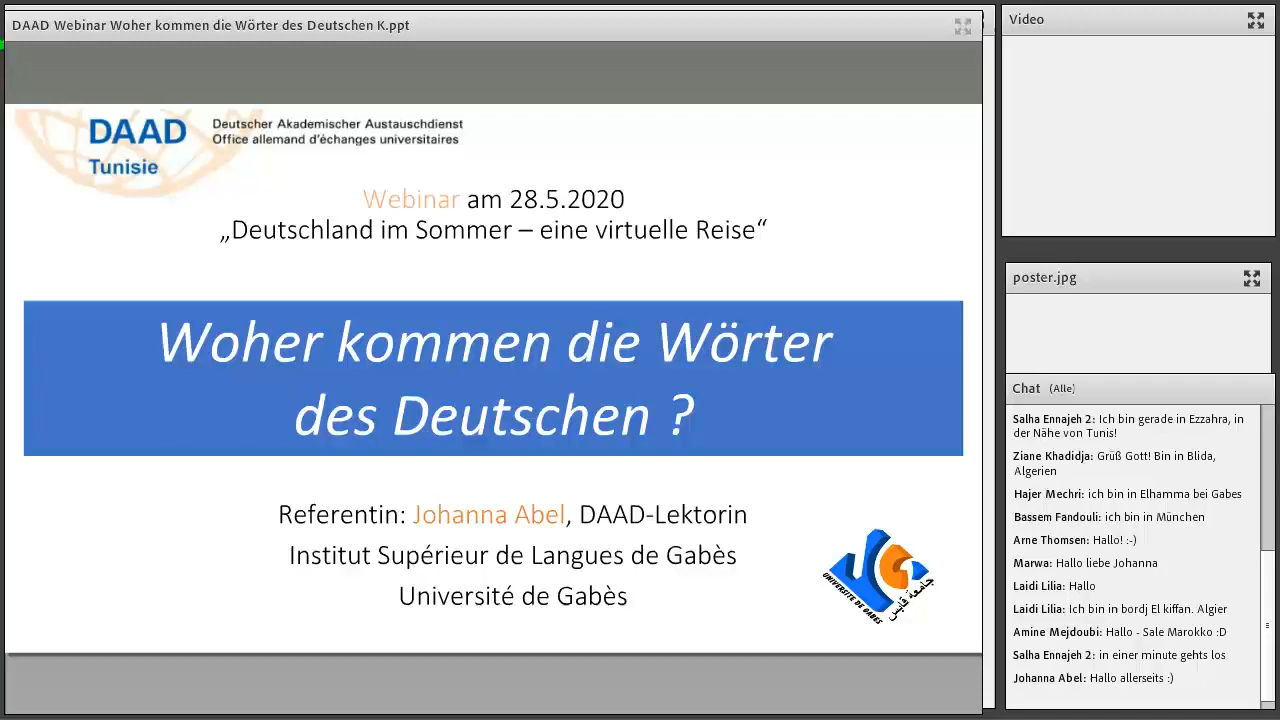 DAAD Webinar Woher kommen die Wörter des Deutschen K.ppt
DAAD
Tunisie
Deutscher Akademischer Austauschdienst
Office allemand d'échanges universitaires
Webinar am 28.5.2020
„Deutschland im Sommer – eine virtuelle Reise“
Woher kommen die Wörter
des Deutschen ?
Referentin: Johanna Abel, DAAD-Lektorin
Institut Supérieur de Langues de Gabès
Université de Gabès
UNIVERSITE DE GABES
جامعة قابس
Video
poster.jpg
Chat (Alle)
Salha Ennajeh 2: Ich bin gerade in Ezzahra, in
der Nähe von Tunis!
Ziane Khadidja: Grüß Gott! Bin in Blida,
Algerien
Hajer Mechri: ich bin in Elhamma bei Gabes
Bassem Fandouli: ich bin in München
Arne Thomsen: Hallo! :-)
Marwa: Hallo liebe Johanna
Laidi Lilia: Hallo
Laidi Lilia: Ich bin in bordj El kiffan. Algier
Amine Mejdoubi: Hallo - Sale Marokko :D
Salha Ennajeh 2: in einer minute gehts los
Johanna Abel: Hallo allerseits :)